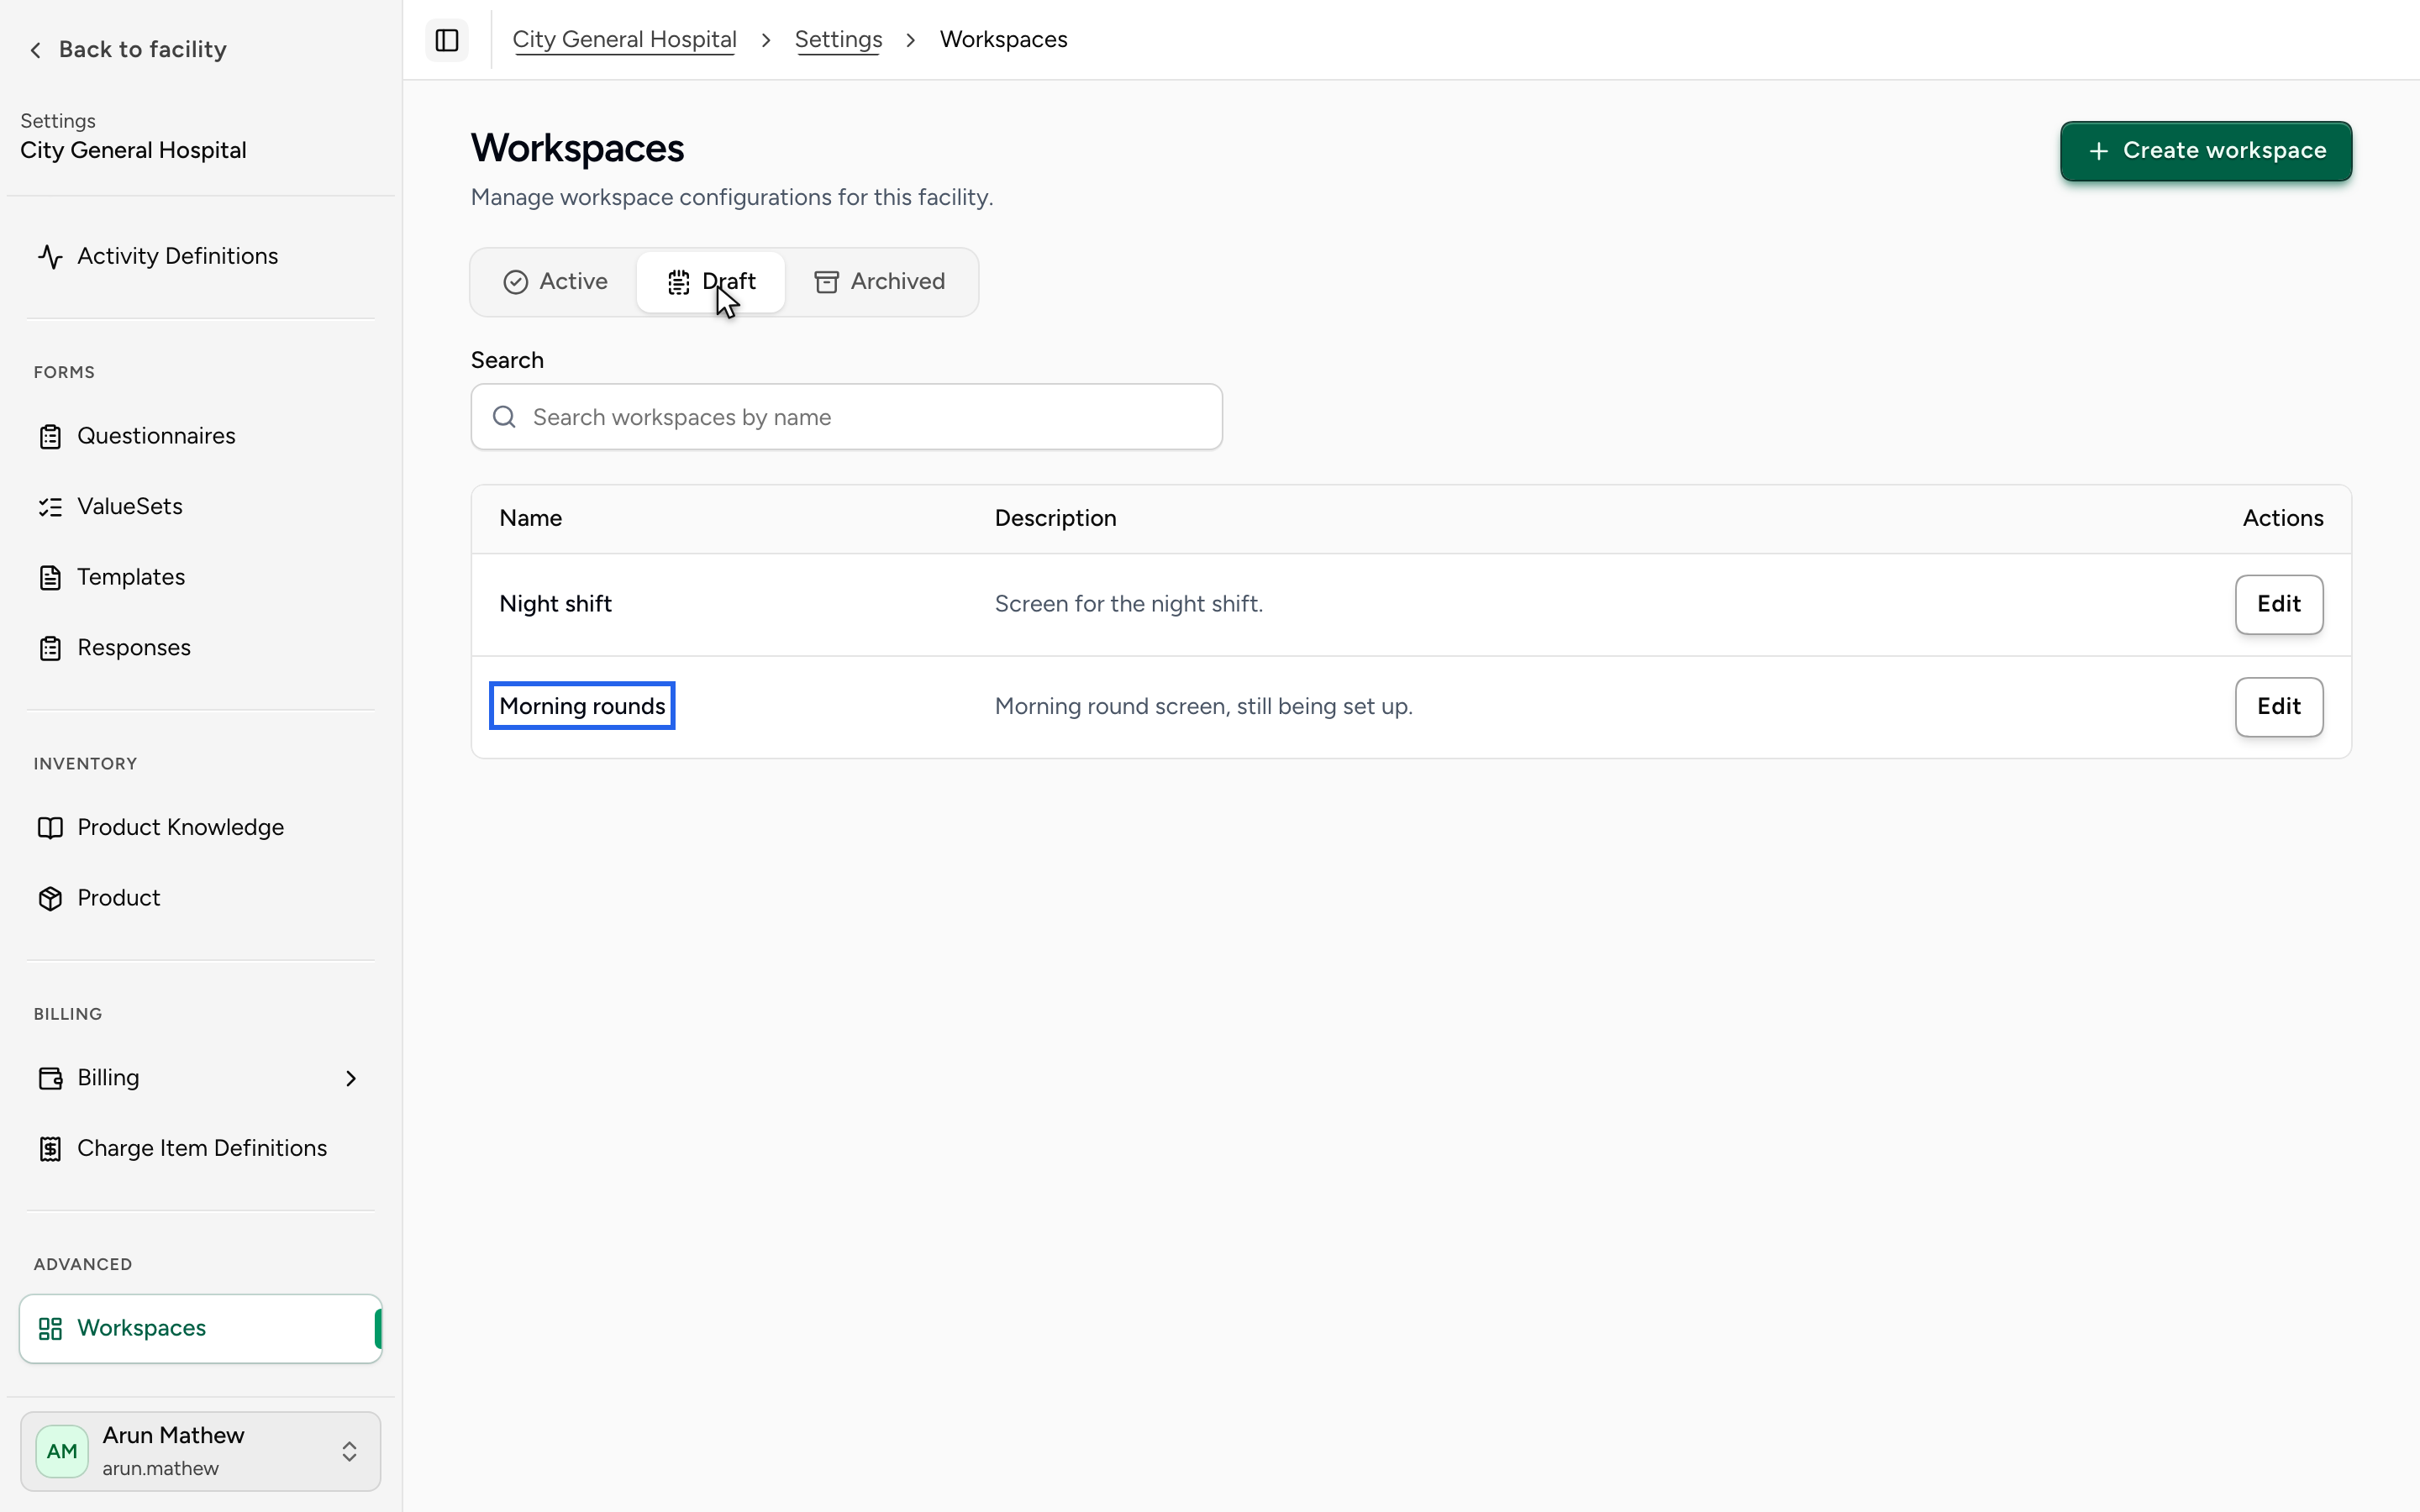 Back to facility
Settings
City General Hospital
Activity Definitions
FORMS
Questionnaires
ValueSets
Templates
Responses
INVENTORY
Product Knowledge
Product
BILLING
Billing
Charge Item Definitions
ADVANCED
Workspaces
AM
Arun Mathew
arun.mathew
City General Hospital > Settings > Workspaces
Workspaces
Create workspace
Manage workspace configurations for this facility.
Active Draft Archived
Search
Search workspaces by name
Name Description Actions
Night shift Screen for the night shift. Edit
Morning rounds Morning round screen, still being set up. Edit